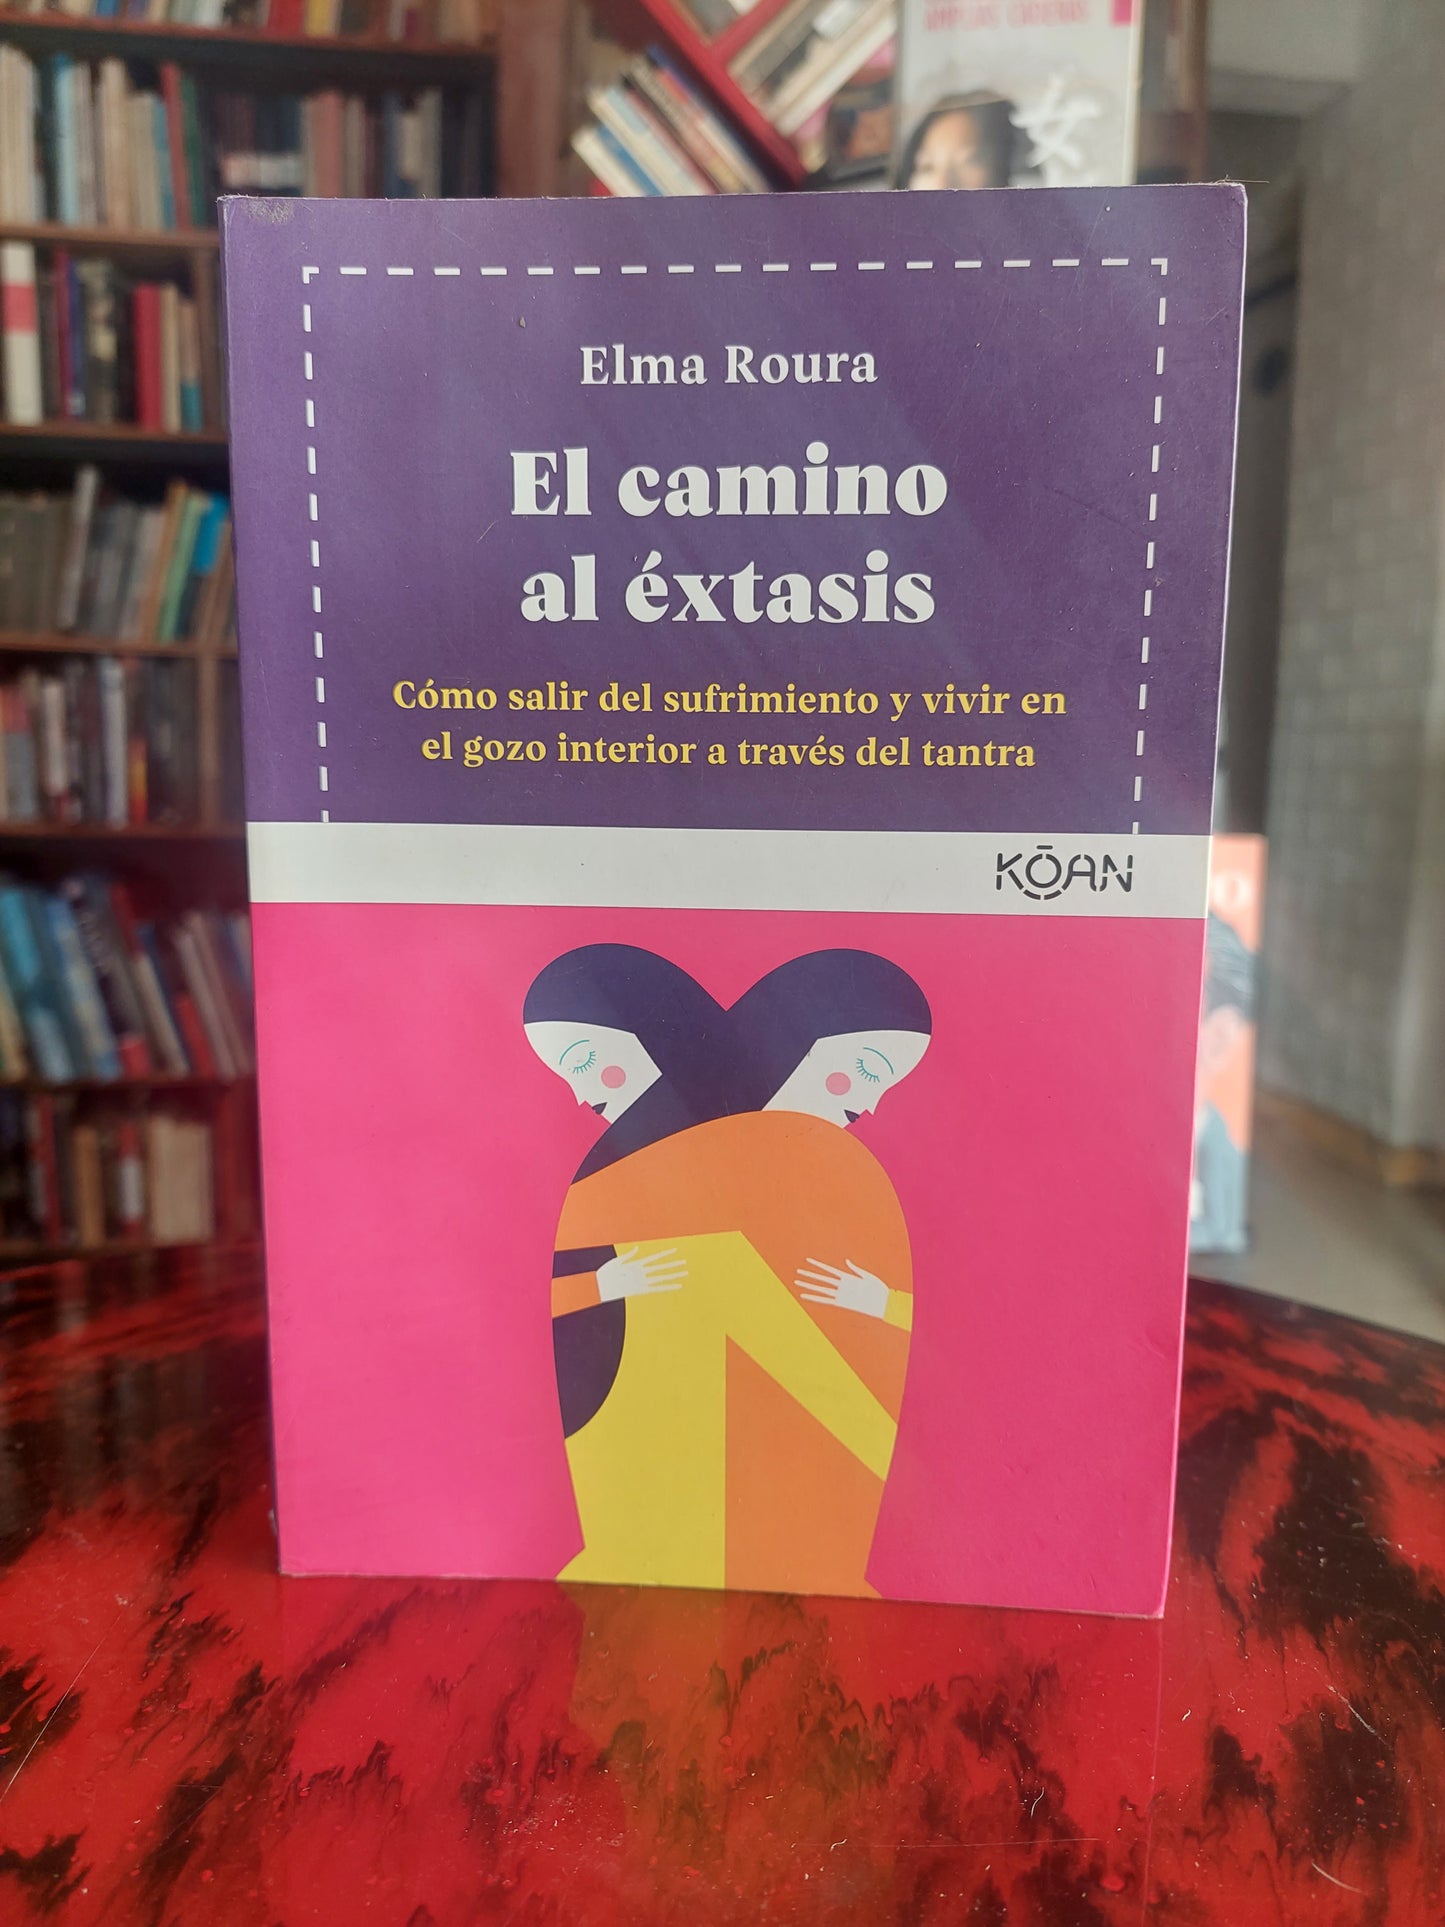 Elma Roura
El camino
al éxtasis
Cómo salir del sufrimiento y vivir en
el gozo interior a través del tantra
KŌAN
女